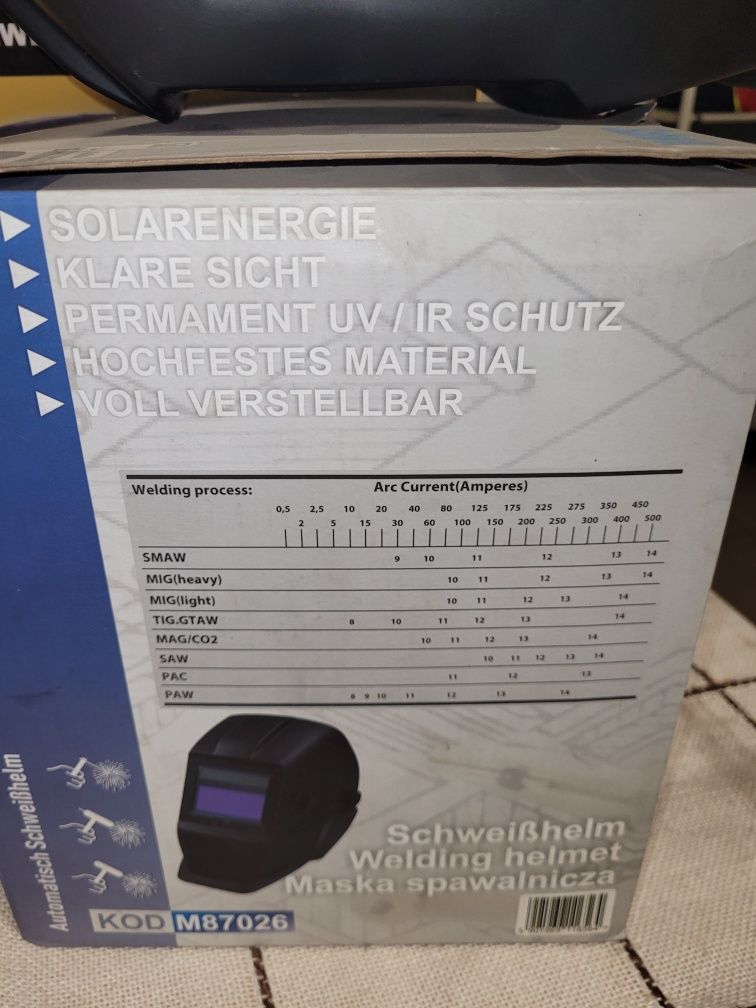 SOLARENERGIE
KLARE SICHT
PERMAMENT UV / IR SCHUTZ
HOCHFESTES MATERIAL
VOLL VERSTELLBAR
Welding process: Arc Current(Amperes)
0,5 2,5 10 20 40 80 125 175 225 275 350 450
2 5 15 30 60 100 150 200 250 300 400 500
SMAW 9 10 11 12 13 14
MIG(heavy) 10 11 12 13 14
MIG(light) 10 11 12 13 14
TIG.GTAW 8 10 11 12 13 14
MAG/CO2 10 11 12 13 14
SAW 10 11 12 13 14
PAC 11 12 13
PAW 8 9 10 11 12 13 14
Automatisch Schweißhelm
Schweißhelm
Welding helmet
Maska spawalnicza
KOD M87026